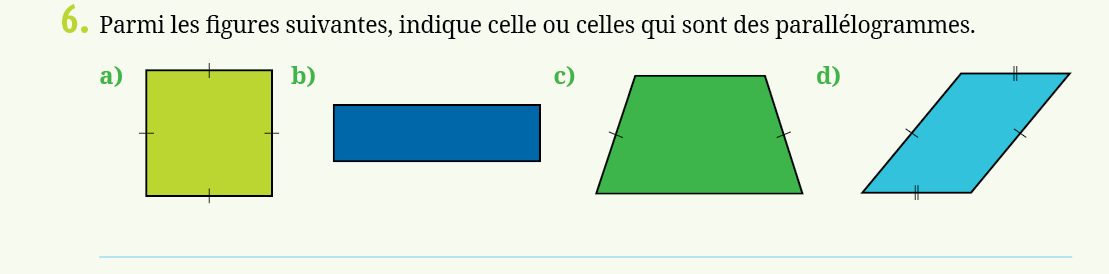 6. Parmi les figures suivantes, indique celle ou celles qui sont des parallélogrammes.
a) b) c) d)